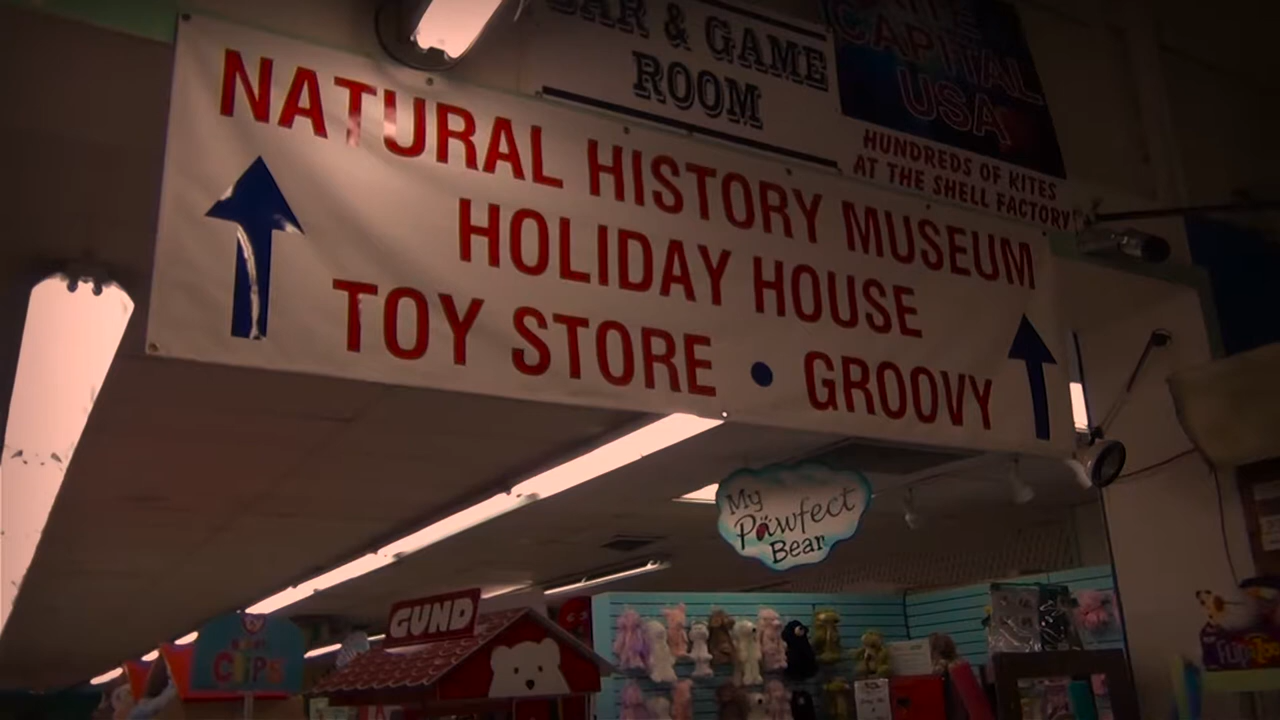 & GAME
ROOM
CAPITAL
USA
HUNDREDS OF KITES
AT THE SHELL FACTORY
NATURAL HISTORY MUSEUM
HOLIDAY HOUSE
TOY STORE • GROOVY
My
Pawfect
Bear
GUND